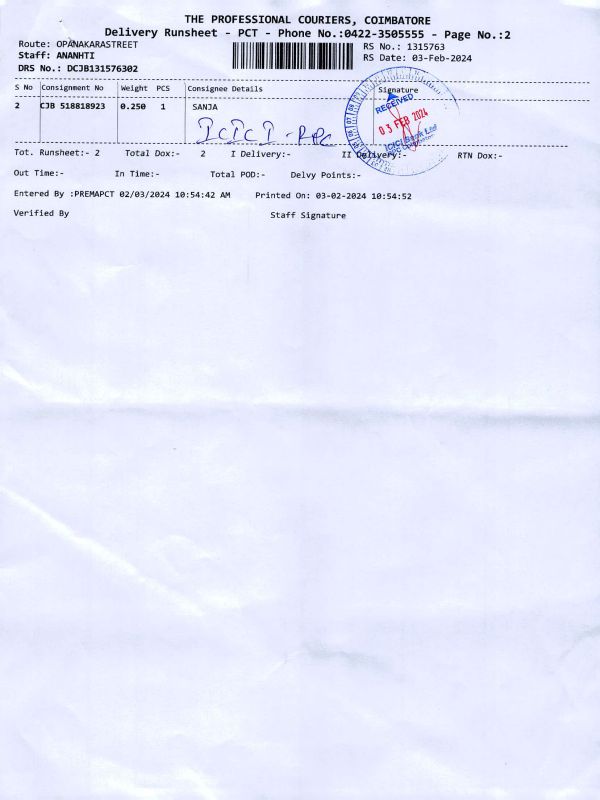 THE PROFESSIONAL COURIERS, COIMBATORE
Delivery Runsheet - PCT - Phone No.:0422-3505555 - Page No.:2
Route: OPANAKARASTREET
RS No.: 1315763
Staff: ANANHTI
RS Date: 03-Feb-2024
DRS No.: DCJB131576302
S No Consignment No Weight PCS Consignee Details Signature
2 CJB 518818923 0.250 1 SANJA
RECEIVED
03 FEB 2024
ICICI Bank Ltd
ICICI - RPC
Tot. Runsheet:- 2 Total Dox:- 2 I Delivery:- II Delivery:- RTN Dox:-
Out Time:- In Time:- Total POD:- Delvy Points:-
Entered By :PREMAPCT 02/03/2024 10:54:42 AM Printed On: 03-02-2024 10:54:52
Verified By Staff Signature